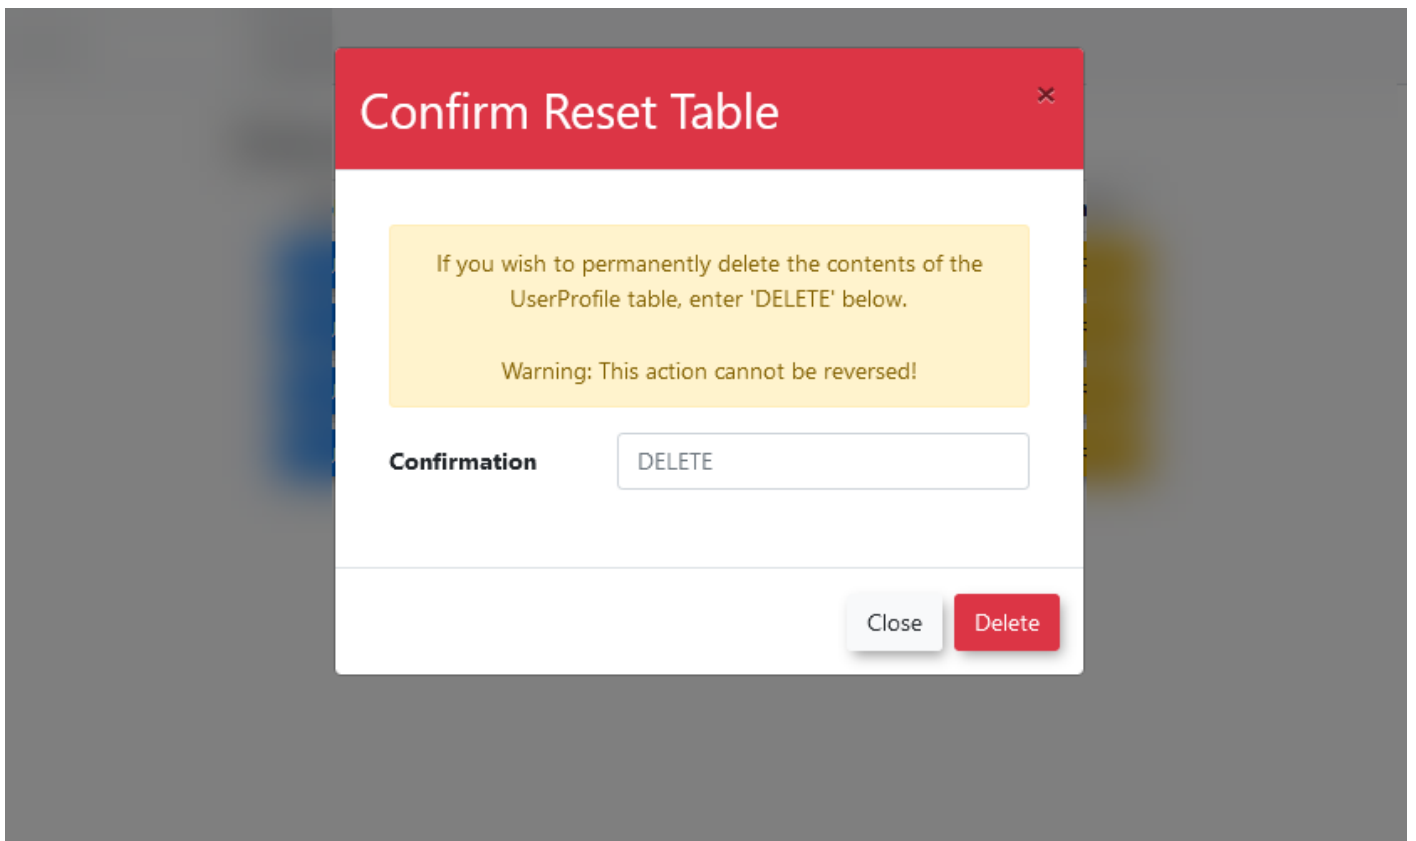 Confirm Reset Table
×
If you wish to permanently delete the contents of the
UserProfile table, enter 'DELETE' below.
Warning: This action cannot be reversed!
Confirmation
DELETE
Close
Delete